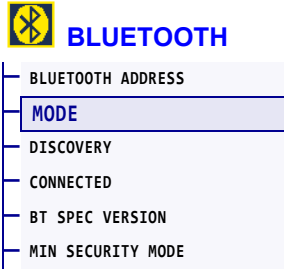 BLUETOOTH
BLUETOOTH ADDRESS
MODE
DISCOVERY
CONNECTED
BT SPEC VERSION
MIN SECURITY MODE